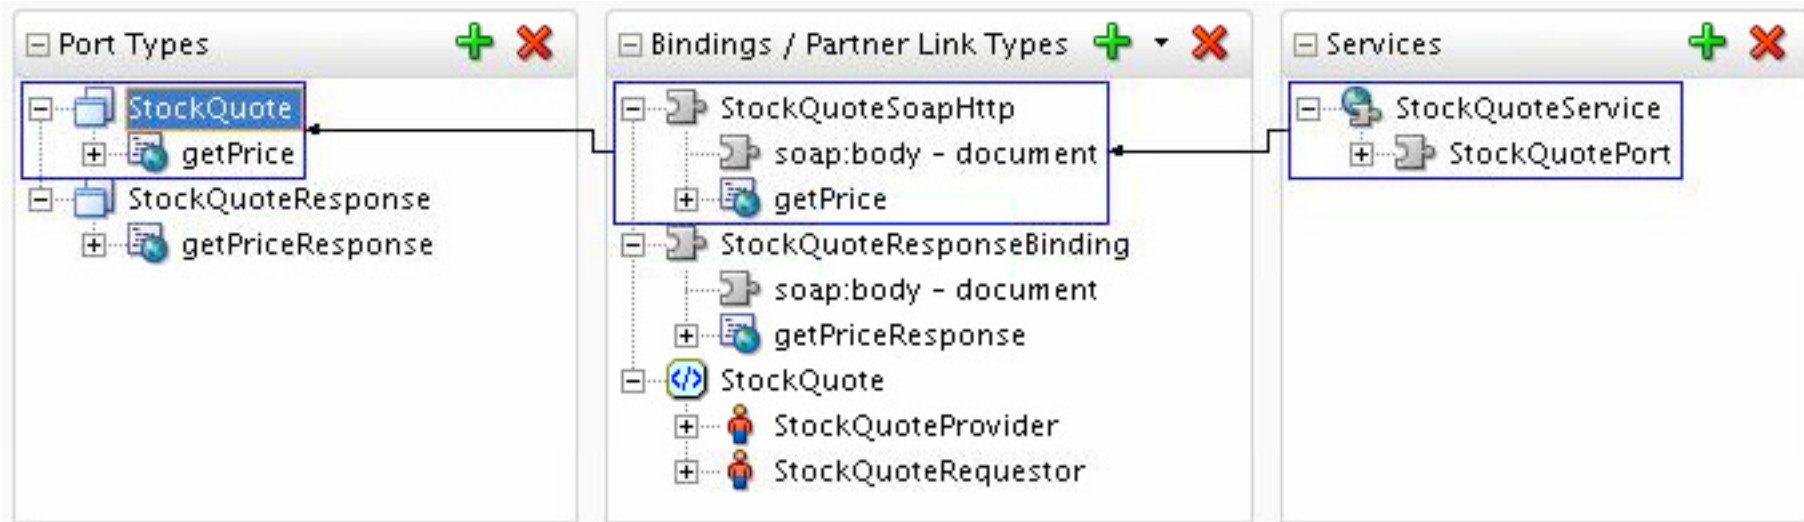 Port Types
StockQuote
getPrice
StockQuoteResponse
getPriceResponse
Bindings / Partner Link Types
StockQuoteSoapHttp
soap:body - document
getPrice
StockQuoteResponseBinding
soap:body - document
getPriceResponse
StockQuote
StockQuoteProvider
StockQuoteRequestor
Services
StockQuoteService
StockQuotePort